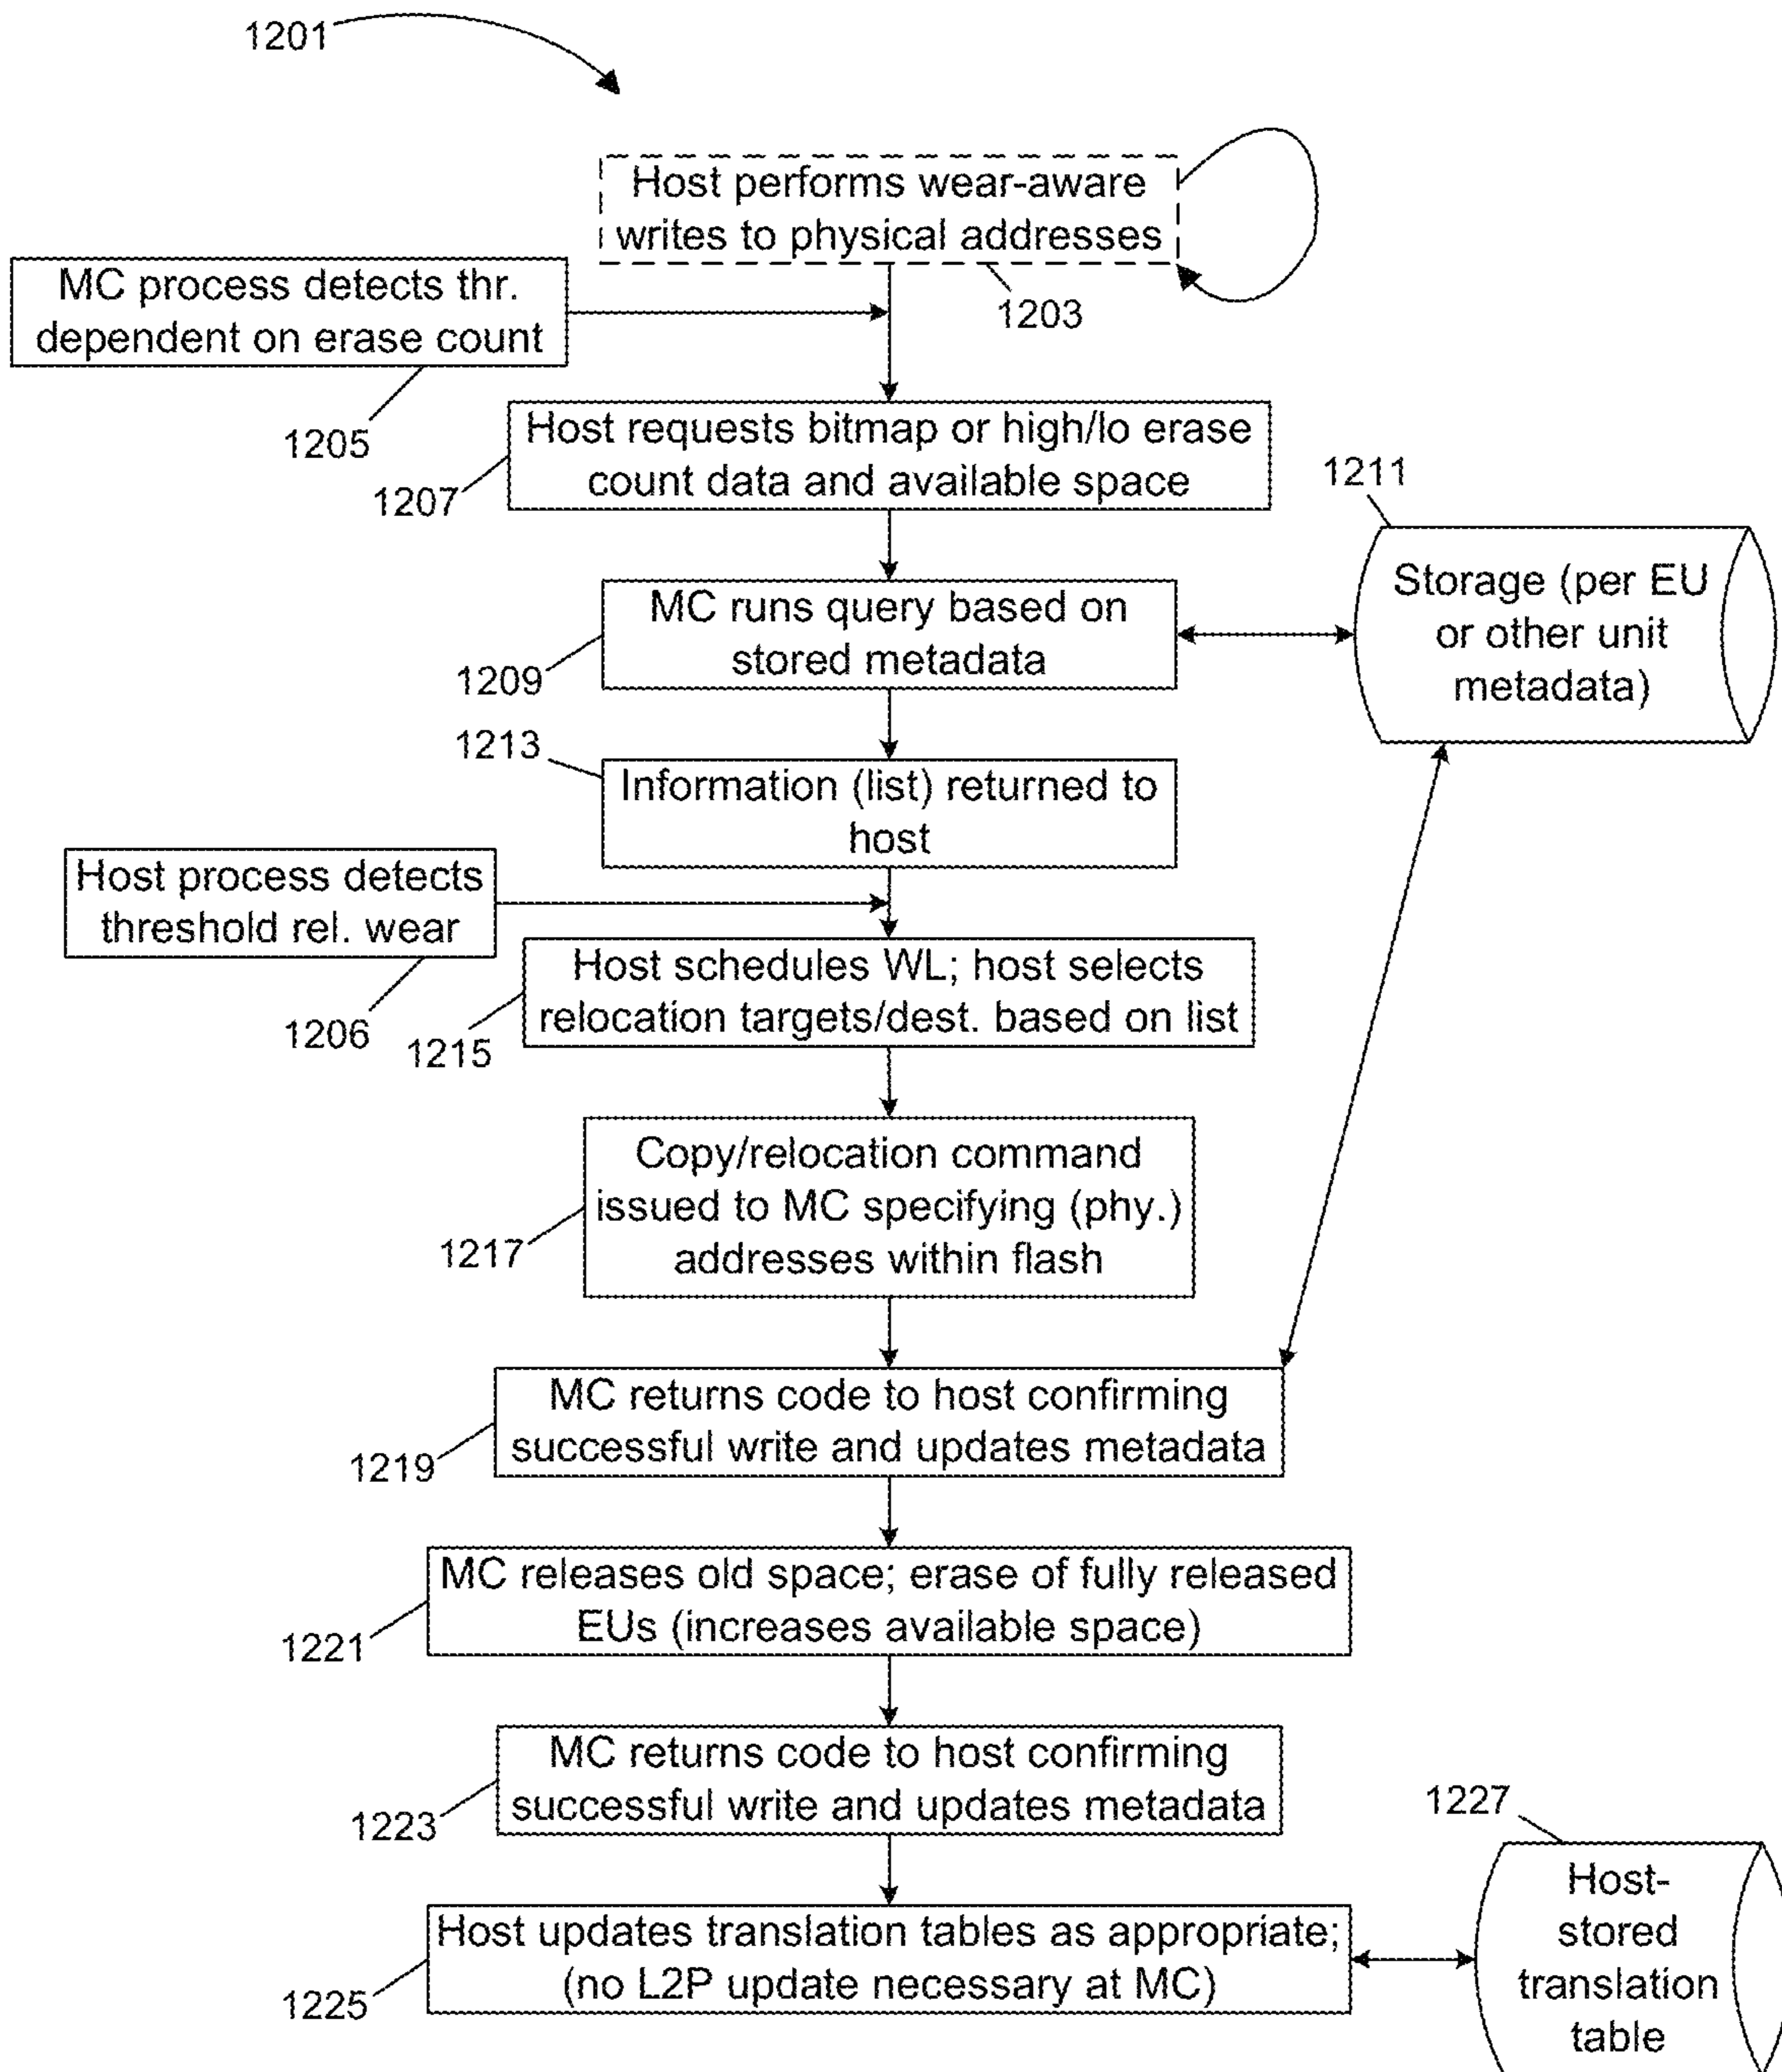 1201
Host performs wear-aware
writes to physical addresses
1203
MC process detects thr.
dependent on erase count
1205
Host requests bitmap or high/lo erase
count data and available space
1207
1211
Storage (per EU
or other unit
metadata)
MC runs query based on
stored metadata
1209
1213
Information (list) returned to
host
Host process detects
threshold rel. wear
1206
Host schedules WL; host selects
relocation targets/dest. based on list
1215
Copy/relocation command
issued to MC specifying (phy.)
addresses within flash
1217
MC returns code to host confirming
successful write and updates metadata
1219
MC releases old space; erase of fully released
EUs (increases available space)
1221
MC returns code to host confirming
successful write and updates metadata
1223
1227
Host-
stored
translation
table
Host updates translation tables as appropriate;
(no L2P update necessary at MC)
1225